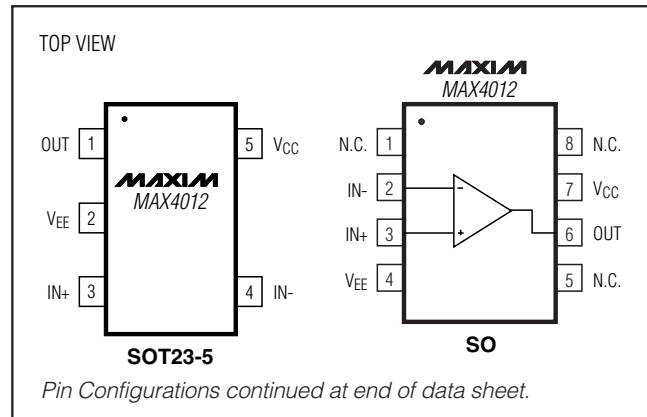 TOP VIEW
MAXIM
MAX4012
OUT 1
5 VCC
MAXIM
MAX4012
VEE 2
IN+ 3
4 IN-
SOT23-5
N.C. 1
8 N.C.
IN- 2
7 VCC
IN+ 3
6 OUT
VEE 4
5 N.C.
-
+
SO
Pin Configurations continued at end of data sheet.